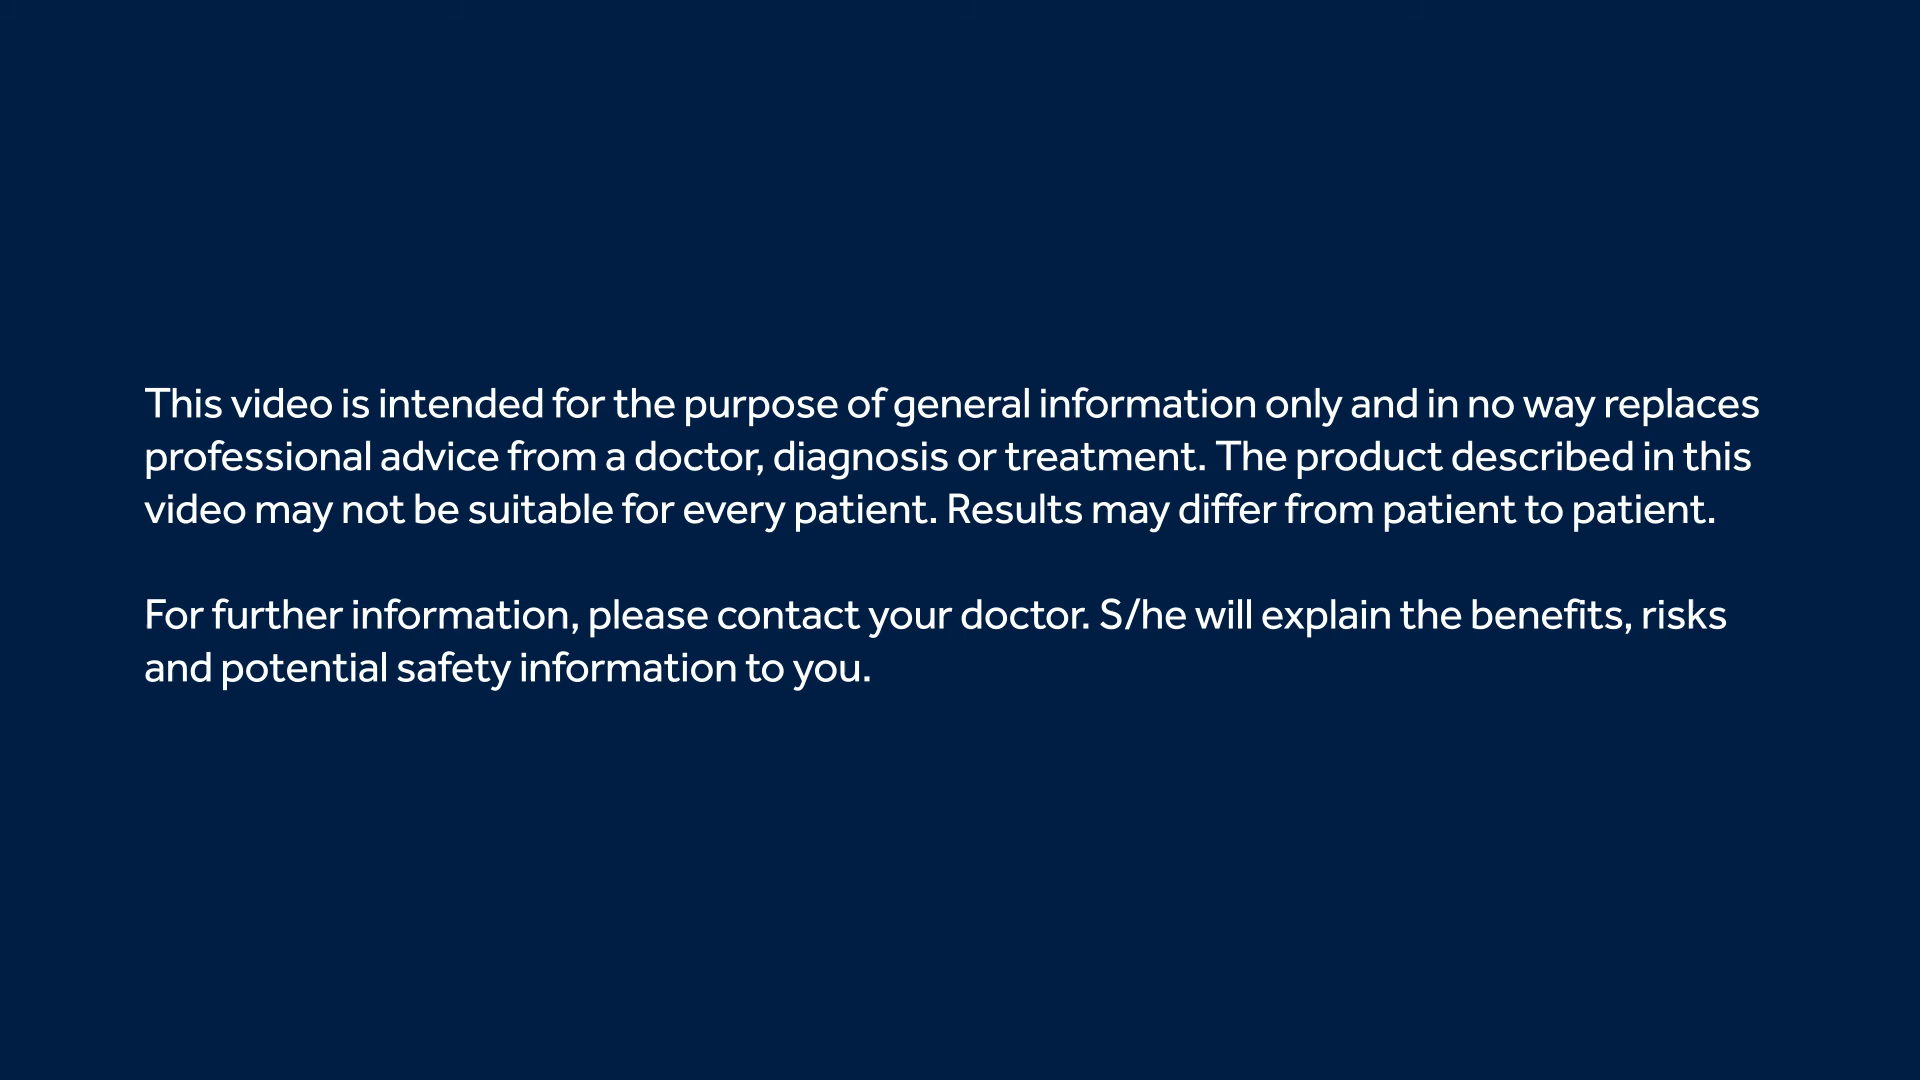 This video is intended for the purpose of general information only and in no way replaces
professional advice from a doctor, diagnosis or treatment. The product described in this
video may not be suitable for every patient. Results may differ from patient to patient.
For further information, please contact your doctor. S/he will explain the benefits, risks
and potential safety information to you.